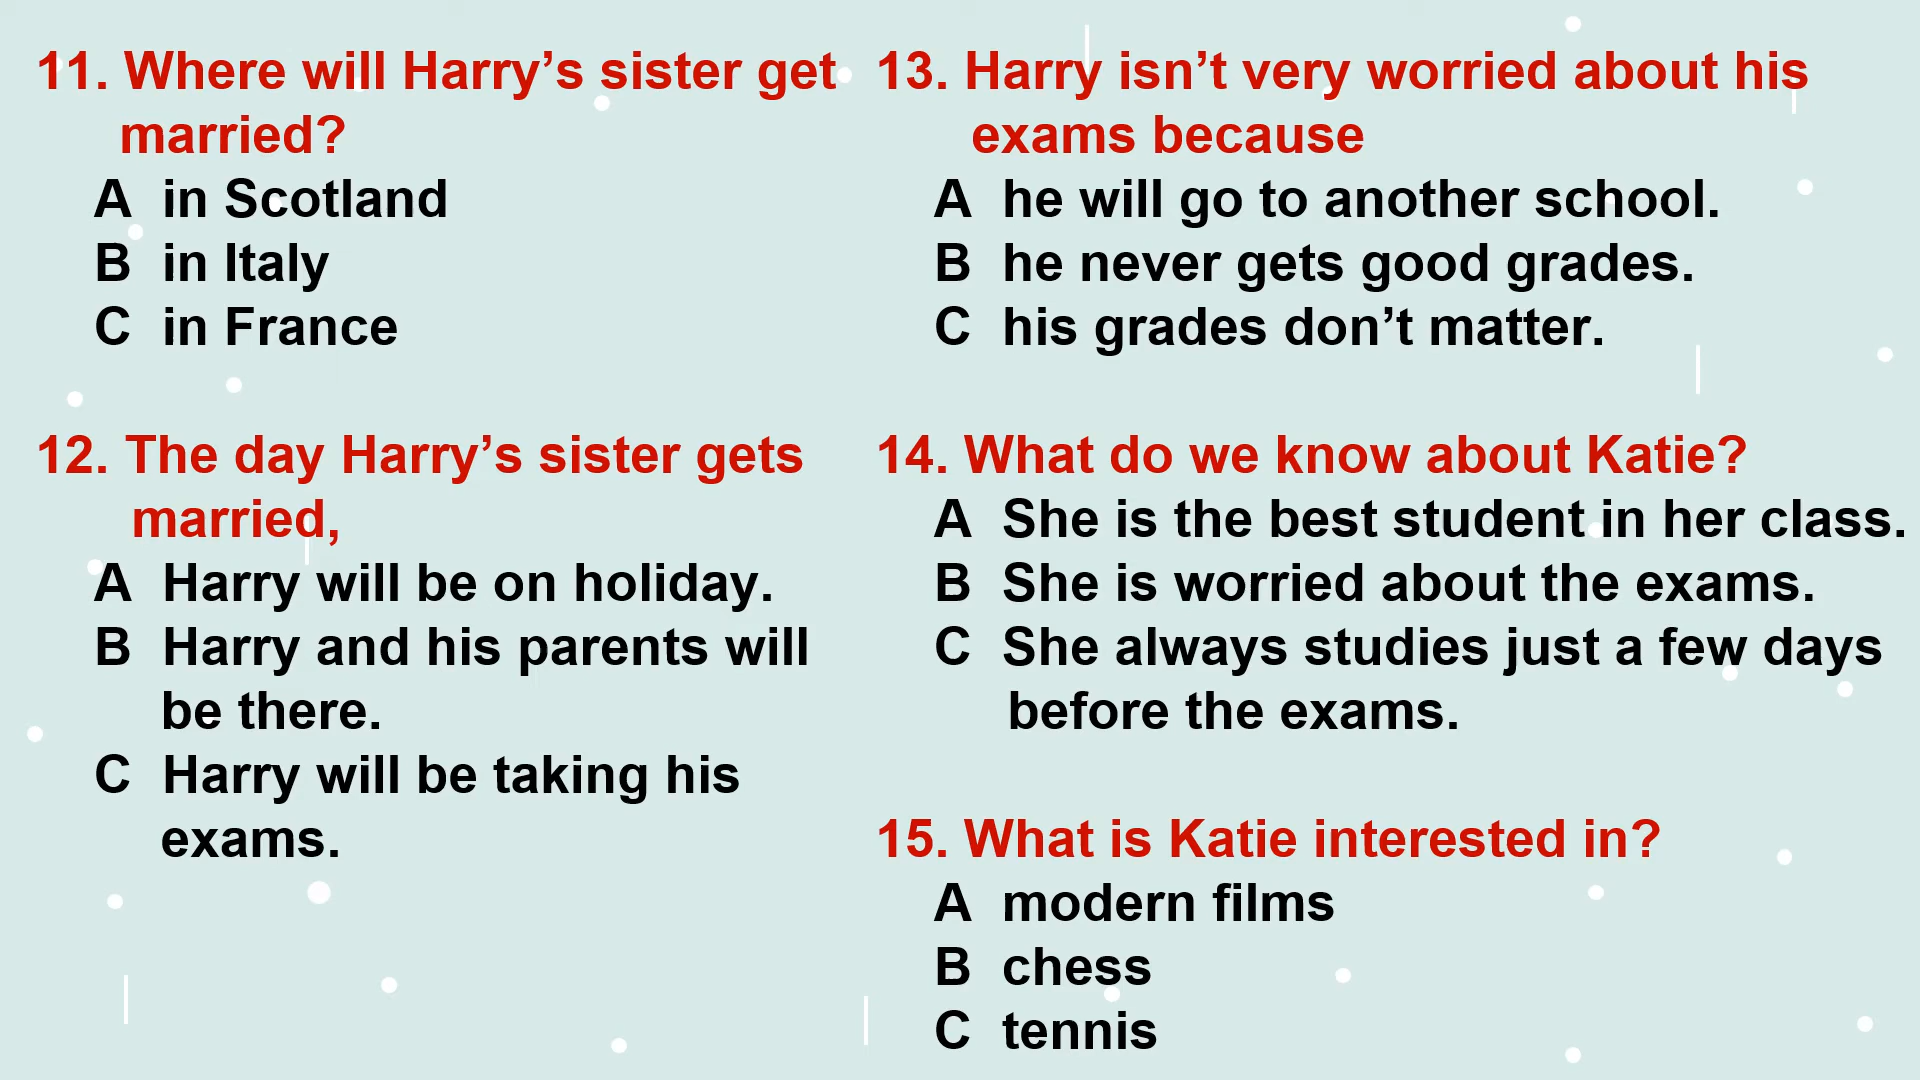 11. Where will Harry’s sister get
married?
A in Scotland
B in Italy
C in France
12. The day Harry’s sister gets
married,
A Harry will be on holiday.
B Harry and his parents will
be there.
C Harry will be taking his
exams.
13. Harry isn’t very worried about his
exams because
A he will go to another school.
B he never gets good grades.
C his grades don’t matter.
14. What do we know about Katie?
A She is the best student in her class.
B She is worried about the exams.
C She always studies just a few days
before the exams.
15. What is Katie interested in?
A modern films
B chess
C tennis